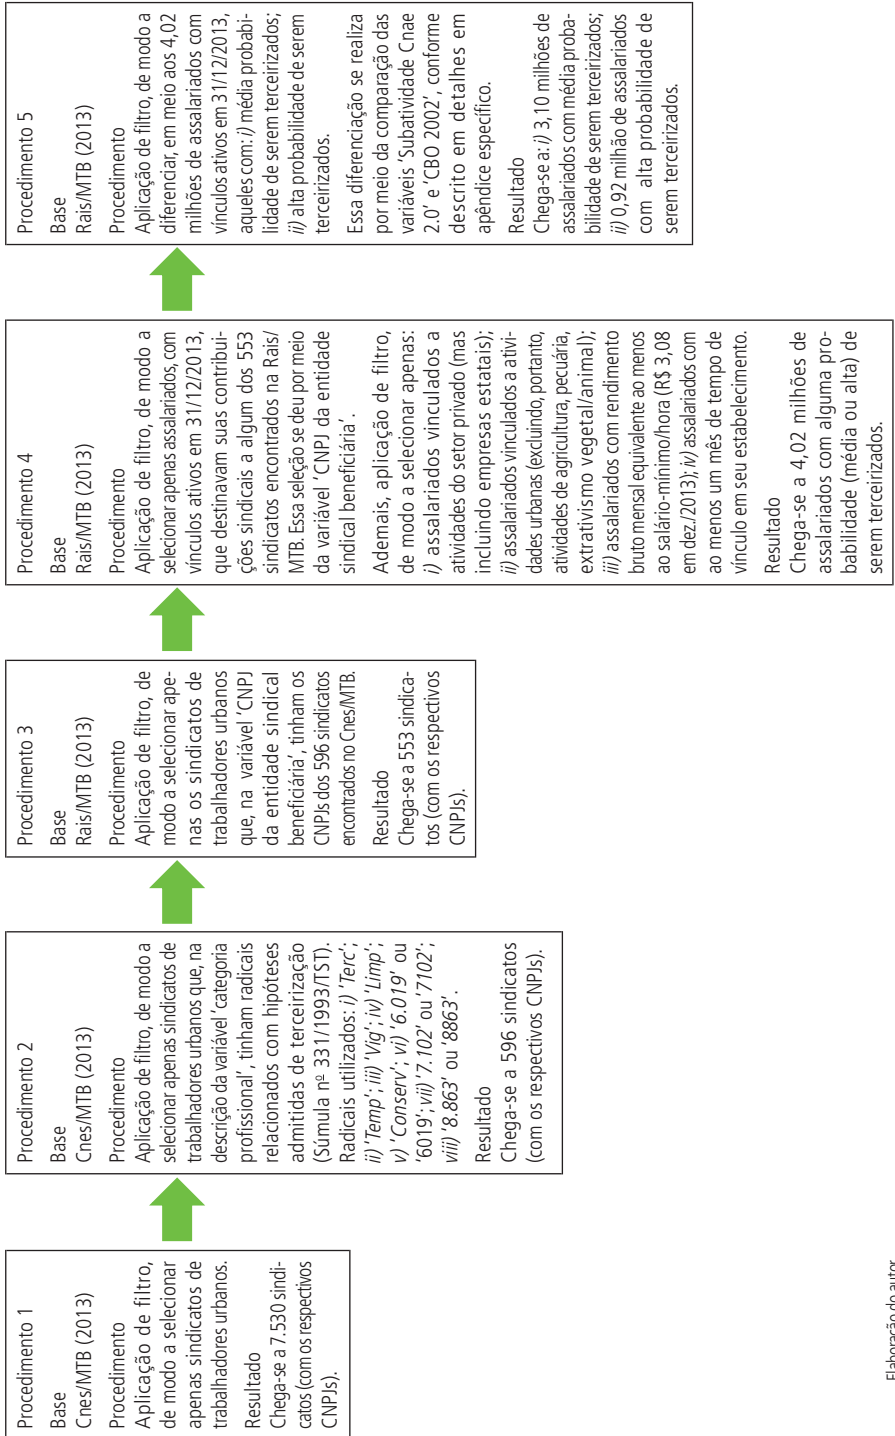 Procedimento 1
Base
Cnes/MTB (2013)
Procedimento
Aplicação de filtro,
de modo a selecionar
apenas sindicatos de
trabalhadores urbanos.
Resultado
Chega-se a 7.530 sindi-
catos (com os respectivos
CNPJs).
Procedimento 2
Base
Cnes/MTB (2013)
Procedimento
Aplicação de filtro, de modo a
selecionar apenas sindicatos de
trabalhadores urbanos que, na
descrição da variável ‘categoria
profissional’, tinham radicais
relacionados com hipóteses
admitidas de terceirização
(Súmula nº 331/1993/TST).
Radicais utilizados: i) ‘Terc’;
ii) ‘Temp’; iii) ‘Vig’; iv) ‘Limp’;
v) ‘Conserv’; vi) ‘6.019’ ou
‘6019’; vii) ‘7.102’ ou ‘7102’;
viii) ‘8.863’ ou ‘8863’.
Resultado
Chega-se a 596 sindicatos
(com os respectivos CNPJs).
Procedimento 3
Base
Rais/MTB (2013)
Procedimento
Aplicação de filtro, de
modo a selecionar ape-
nas os sindicatos de
trabalhadores urbanos
que, na variável ‘CNPJ
da entidade sindical
beneficiária’, tinham os
CNPJs dos 596 sindicatos
encontrados no Cnes/MTB.
Resultado
Chega-se a 553 sindica-
tos (com os respectivos
CNPJs).
Procedimento 4
Base
Rais/MTB (2013)
Procedimento
Aplicação de filtro, de modo a
selecionar apenas assalariados, com
vínculos ativos em 31/12/2013,
que destinavam suas contribui-
ções sindicais a algum dos 553
sindicatos encontrados na Rais/
MTB. Essa seleção se deu por meio
da variável ‘CNPJ da entidade
sindical beneficiária’.
Ademais, aplicação de filtro,
de modo a selecionar apenas:
i) assalariados vinculados a
atividades do setor privado (mas
incluindo empresas estatais);
ii) assalariados vinculados a ativi-
dades urbanas (excluindo, portanto,
atividades de agricultura, pecuária,
extrativismo vegetal/animal);
iii) assalariados com rendimento
bruto mensal equivalente ao menos
ao salário-mínimo/hora (R$ 3,08
em dez./2013); iv) assalariados com
ao menos um mês de tempo de
vínculo em seu estabelecimento.
Resultado
Chega-se a 4,02 milhões de
assalariados com alguma pro-
babilidade (média ou alta) de
serem terceirizados.
Procedimento 5
Base
Rais/MTB (2013)
Procedimento
Aplicação de filtro, de modo a
diferenciar, em meio aos 4,02
milhões de assalariados com
vínculos ativos em 31/12/2013,
aqueles com: i) média probabi-
lidade de serem terceirizados;
ii) alta probabilidade de serem
terceirizados.
Essa diferenciação se realiza
por meio da comparação das
variáveis ‘Subatividade Cnae
2.0’ e ‘CBO 2002’, conforme
descrito em detalhes em
apêndice específico.
Resultado
Chega-se a: i) 3,10 milhões de
assalariados com média proba-
bilidade de serem terceirizados;
ii) 0,92 milhão de assalariados
com alta probabilidade de
serem terceirizados.
Elaboração do autor